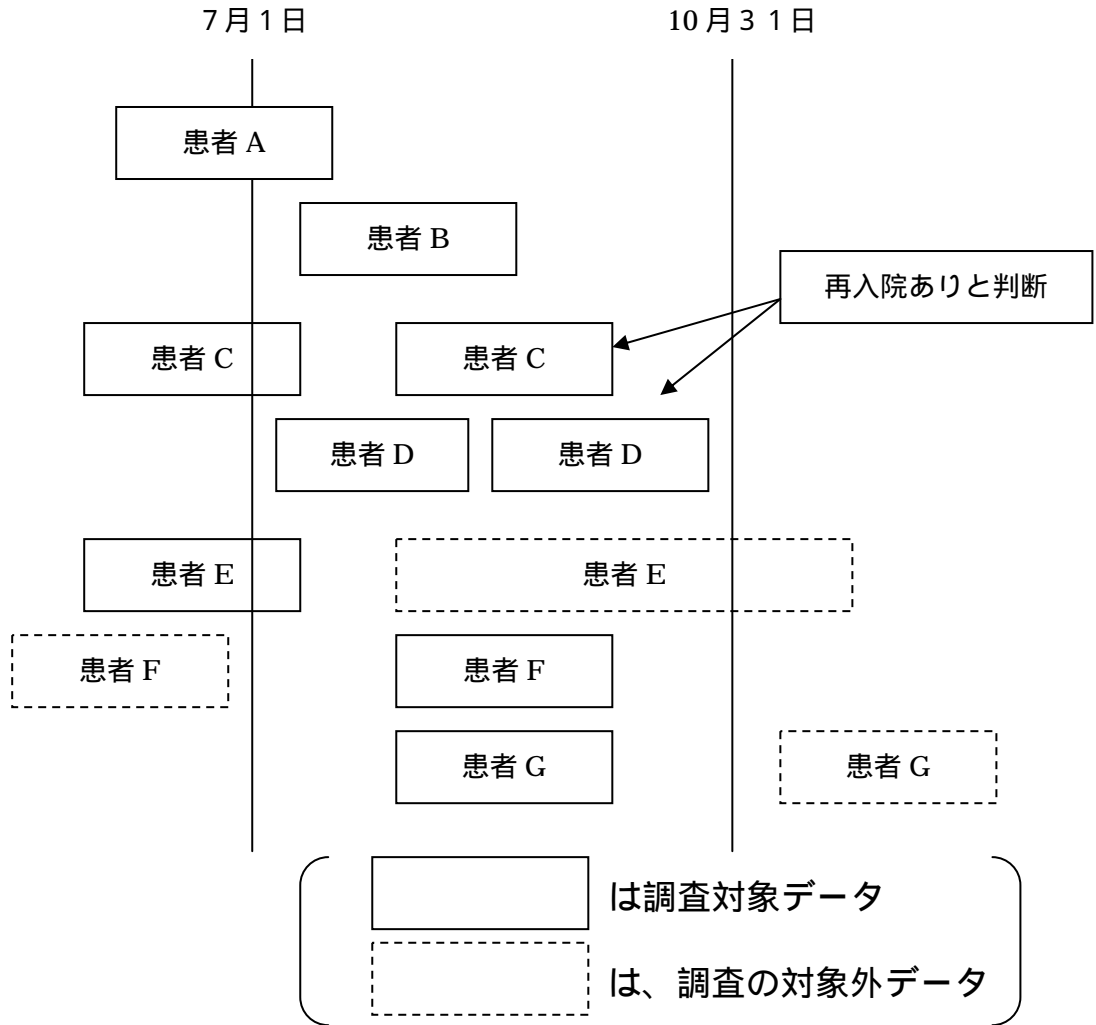 7月1日 10月31日
患者 A
患者 B
再入院ありと判断
患者 C 患者 C
患者 D 患者 D
患者 E 患者 E
患者 F 患者 F
患者 G 患者 G
は調査対象データ
は、調査の対象外データ